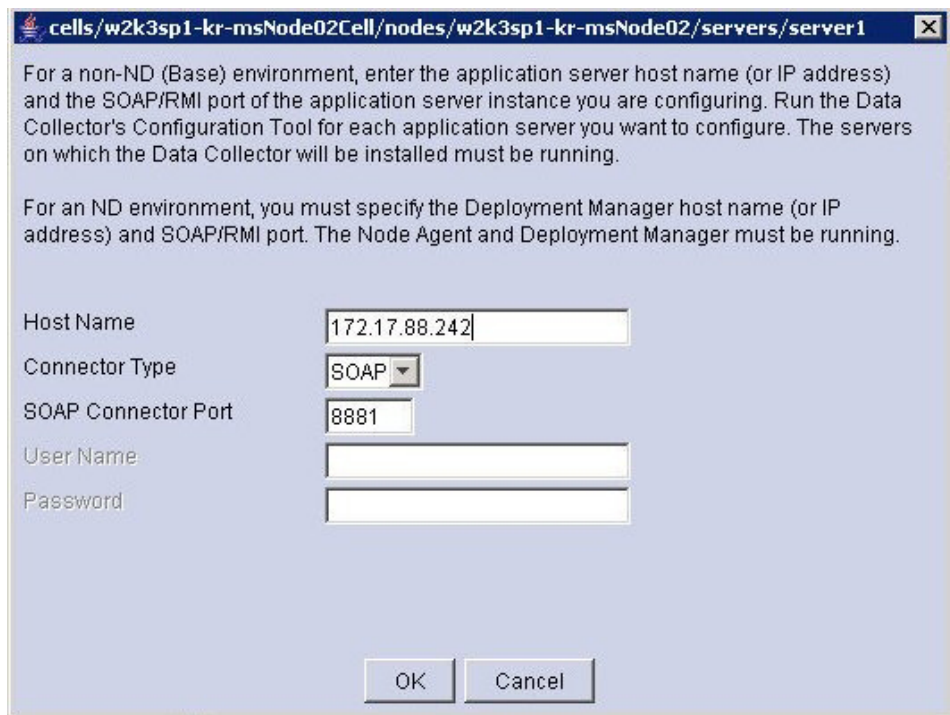 cells/w2k3sp1-kr-msNode02Cell/nodes/w2k3sp1-kr-msNode02/servers/server1
For a non-ND (Base) environment, enter the application server host name (or IP address)
and the SOAP/RMI port of the application server instance you are configuring. Run the Data
Collector's Configuration Tool for each application server you want to configure. The servers
on which the Data Collector will be installed must be running.
For an ND environment, you must specify the Deployment Manager host name (or IP
address) and SOAP/RMI port. The Node Agent and Deployment Manager must be running.
Host Name 172.17.88.242
Connector Type SOAP
SOAP Connector Port 8881
User Name
Password
OK Cancel